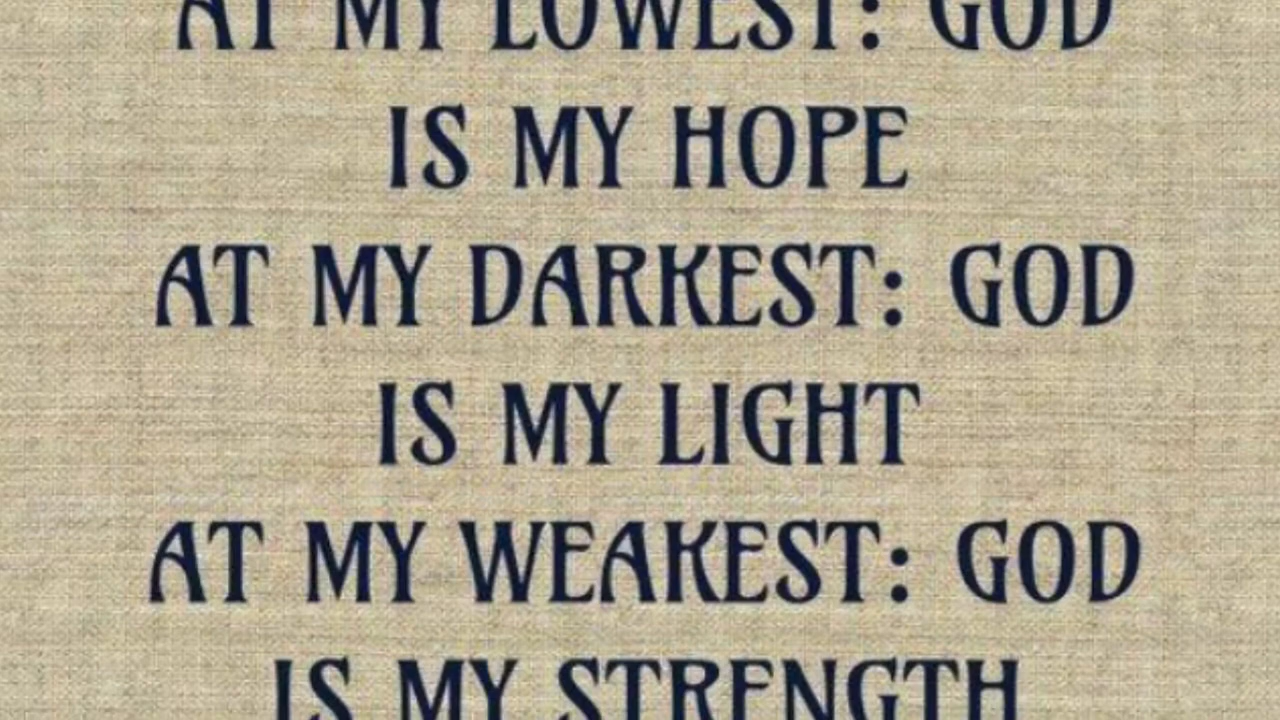 AT MY LOWEST: GOD
IS MY HOPE
AT MY DARKEST: GOD
IS MY LIGHT
AT MY WEAKEST: GOD
IS MY STRENGTH